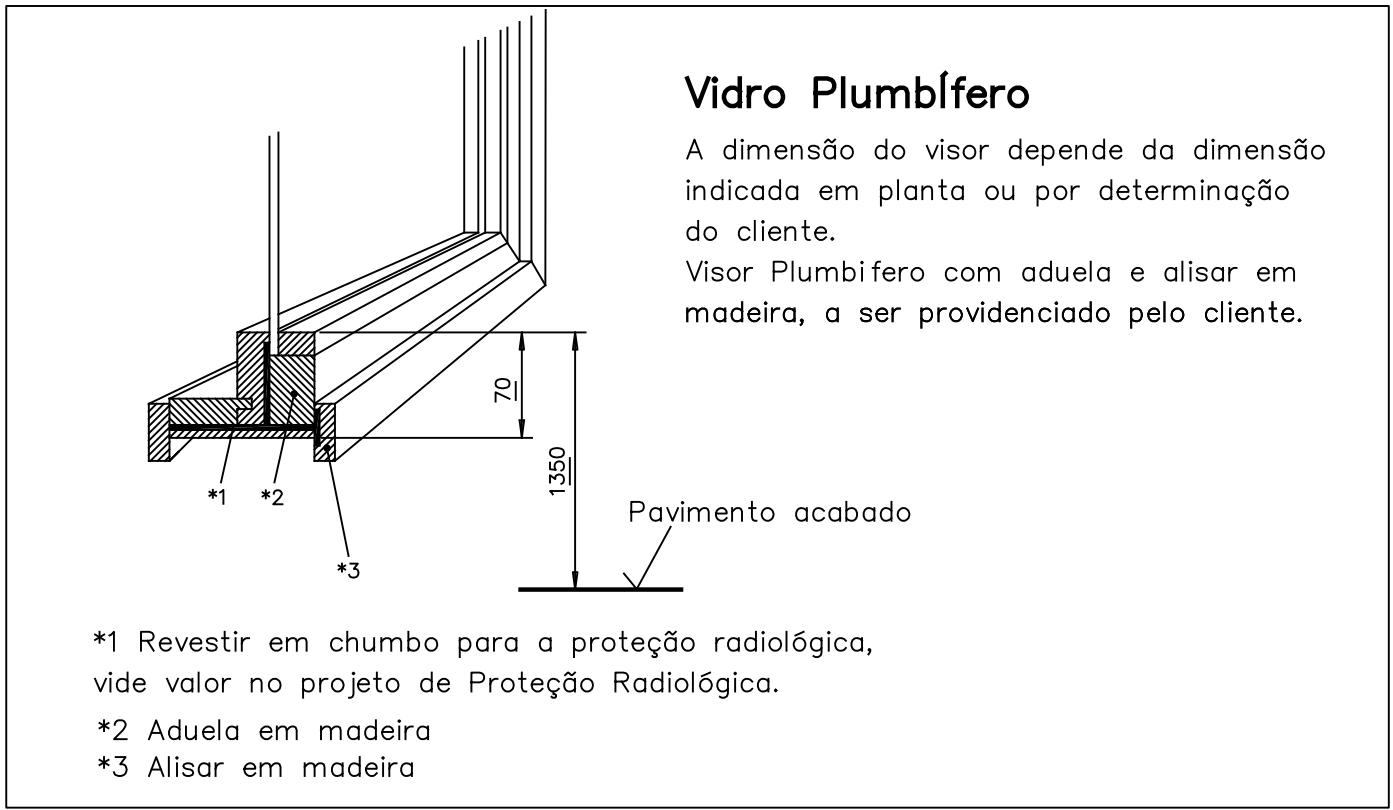 Vidro Plumbífero
A dimensão do visor depende da dimensão
indicada em planta ou por determinação
do cliente.
Visor Plumbifero com aduela e alisar em
madeira, a ser providenciado pelo cliente.
70
1350
*1
*2
*3
Pavimento acabado
*1 Revestir em chumbo para a proteção radiológica,
vide valor no projeto de Proteção Radiológica.
*2 Aduela em madeira
*3 Alisar em madeira